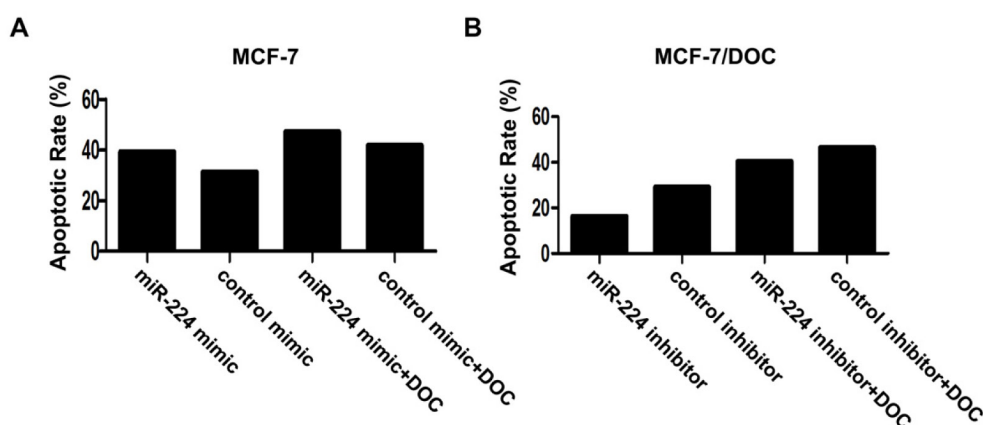 A
MCF-7
Apoptotic Rate (%)
60
40
20
0
miR-224 mimic
control mimic
miR-224 mimic+DOC
control mimic+DOC
B
MCF-7/DOC
Apoptotic Rate (%)
60
40
20
0
miR-224 inhibitor
control inhibitor
miR-224 inhibitor+DOC
control inhibitor+DOC